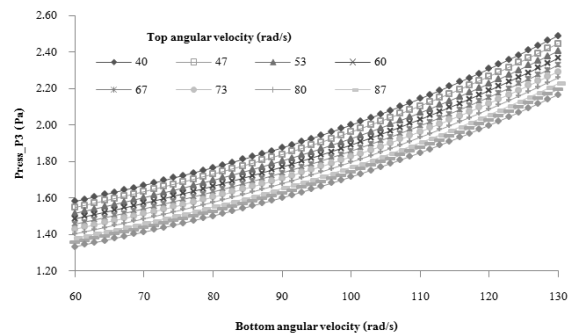 2.60
2.40
2.20
2.00
1.80
1.60
1.40
1.20
Press_P3 (Pa)
Top angular velocity (rad/s)
40 47 53 60
67 73 80 87
60 70 80 90 100 110 120 130
Bottom angular velocity (rad/s)